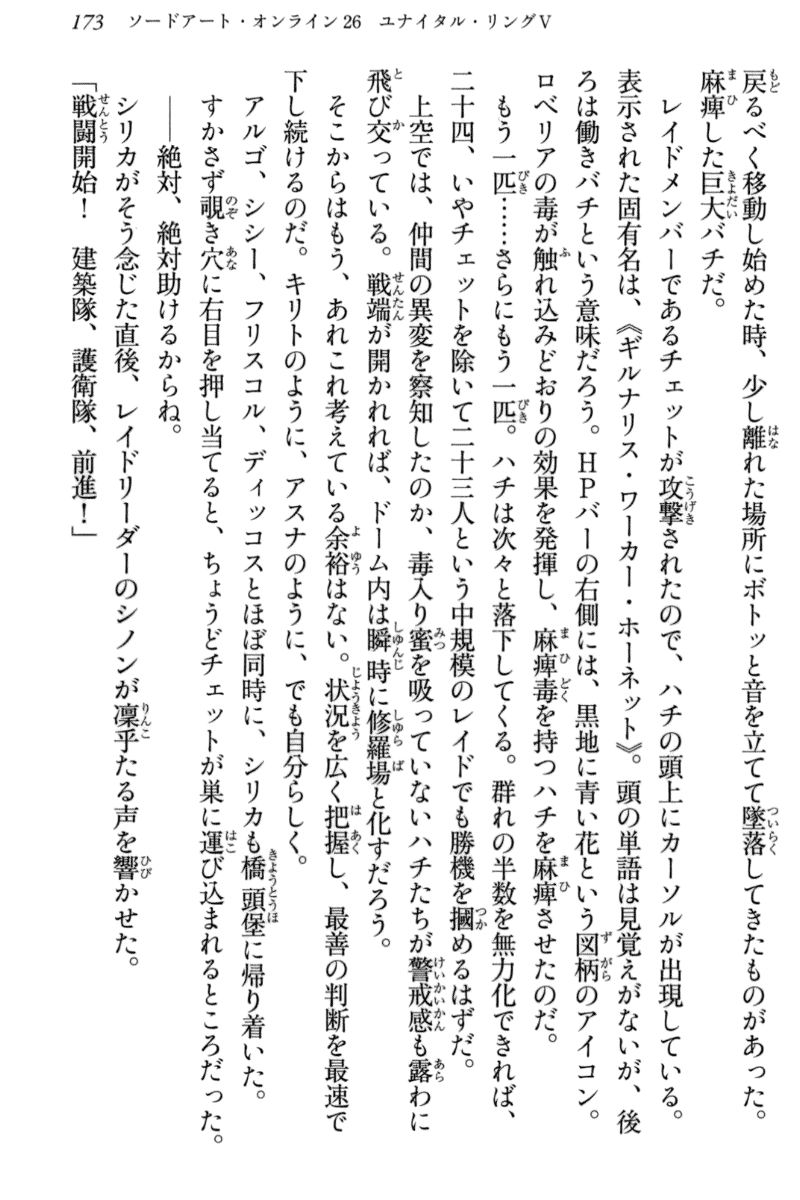 173　ソードアート・オンライン26　ユナイタル・リングⅤ
戻るべく移動し始めた時、少し離れた場所にボトッと音を立てて墜落してきたものがあった。
麻痺した巨大バチだ。
　レイドメンバーであるチェットが攻撃されたので、ハチの頭上にカーソルが出現している。
表示された固有名は、《ギルナリス・ワーカー・ホーネット》。頭の単語は見覚えがないが、後
ろは働きバチという意味だろう。HPバーの右側には、黒地に青い花という図柄のアイコン。
ロベリアの毒が触れ込みどおりの効果を発揮し、麻痺毒を持つハチを麻痺させたのだ。
　もう一匹……さらにもう一匹。ハチは次々と落下してくる。群れの半数を無力化できれば、
二十四、いやチェットを除いて二十三人という中規模のレイドでも勝機を摑めるはずだ。
　上空では、仲間の異変を察知したのか、毒入り蜜を吸っていないハチたちが警戒感も露わに
飛び交っている。戦端が開かれれば、ドーム内は瞬時に修羅場と化すだろう。
　そこからはもう、あれこれ考えている余裕はない。状況を広く把握し、最善の判断を最速で
下し続けるのだ。キリトのように、アスナのように、でも自分らしく。
　アルゴ、シシー、フリスコル、ディッコスとほぼ同時に、シリカも橋頭堡に帰り着いた。
すかさず覗き穴に右目を押し当てると、ちょうどチェットが巣に運び込まれるところだった。
　――絶対、絶対助けるからね。
　シリカがそう念じた直後、レイドリーダーのシノンが凜乎たる声を響かせた。
「戦闘開始！　建築隊、護衛隊、前進！」